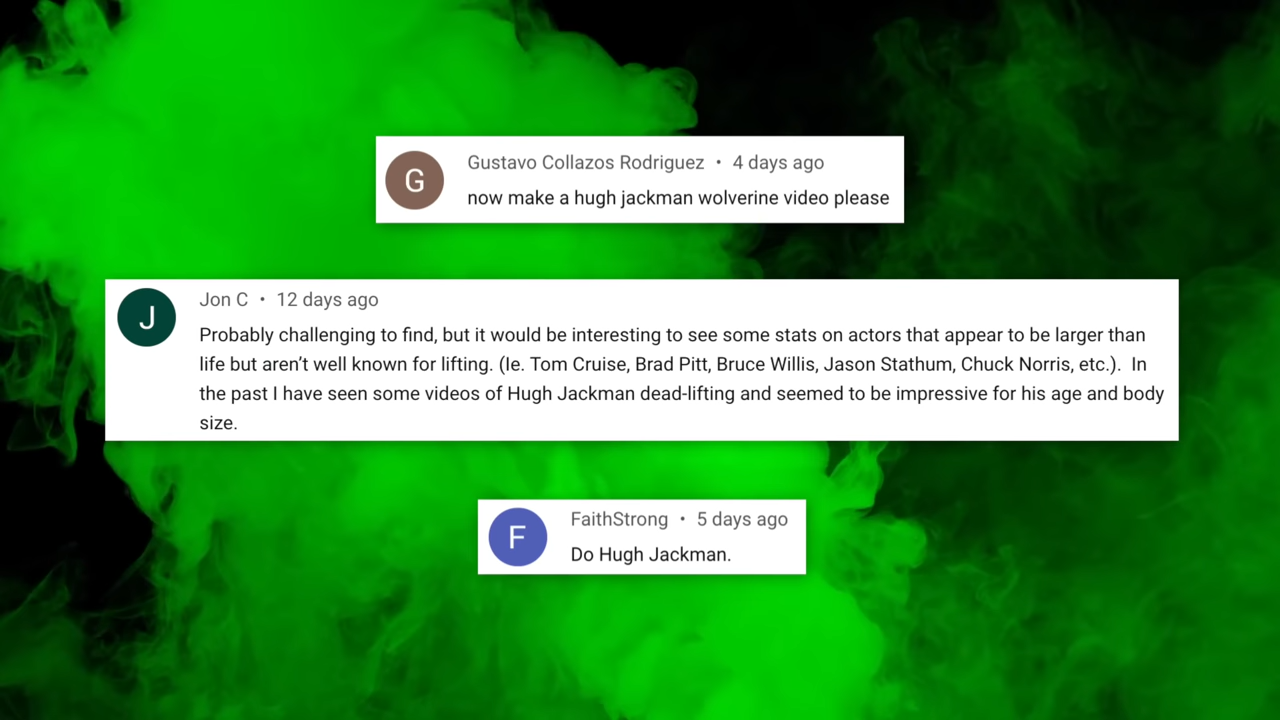 G
Gustavo Collazos Rodriguez • 4 days ago
now make a hugh jackman wolverine video please
J
Jon C • 12 days ago
Probably challenging to find, but it would be interesting to see some stats on actors that appear to be larger than
life but aren’t well known for lifting. (Ie. Tom Cruise, Brad Pitt, Bruce Willis, Jason Stathum, Chuck Norris, etc.).  In
the past I have seen some videos of Hugh Jackman dead-lifting and seemed to be impressive for his age and body
size.
F
FaithStrong • 5 days ago
Do Hugh Jackman.